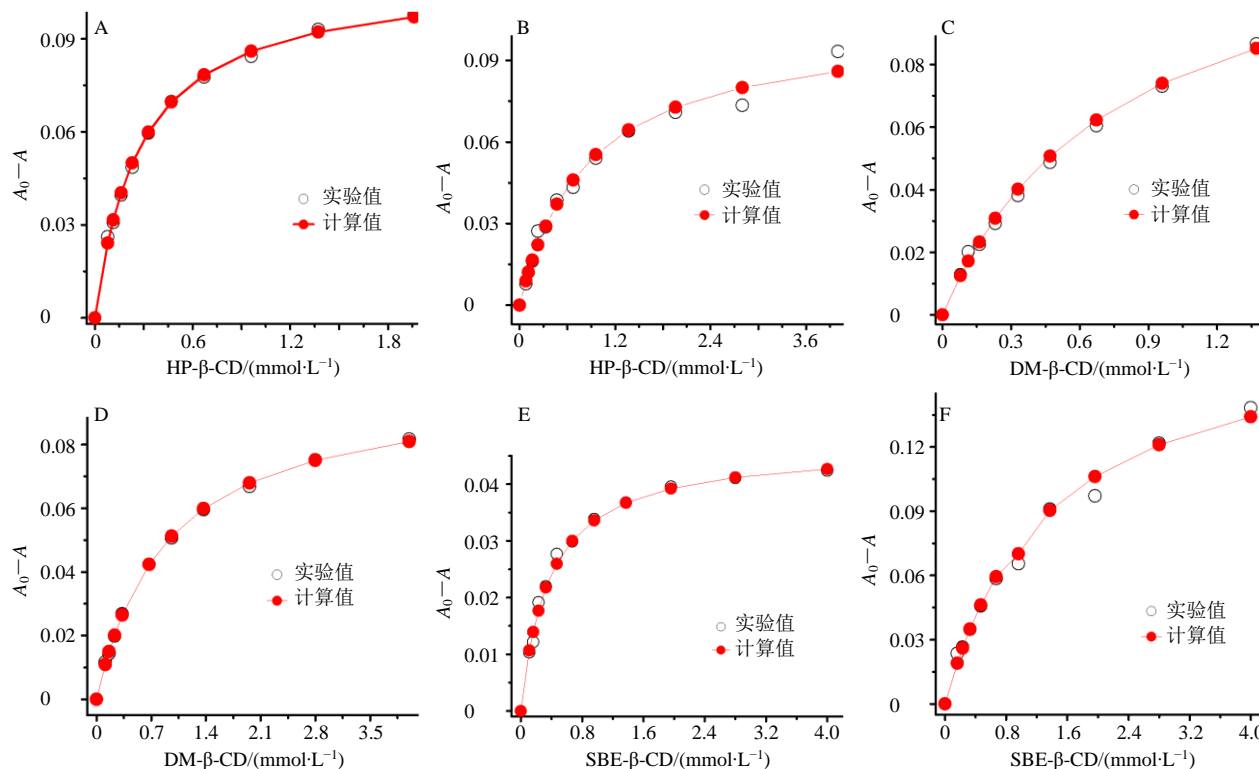 A
0.09
0.06
0.03
0
A₀—A
实验值
计算值
0 0.6 1.2 1.8
HP-β-CD/(mmol·L⁻¹)
B
0.09
0.06
0.03
0
A₀—A
实验值
计算值
0 1.2 2.4 3.6
HP-β-CD/(mmol·L⁻¹)
C
0.08
0.06
0.04
0.02
0
A₀—A
实验值
计算值
0 0.3 0.6 0.9 1.2
DM-β-CD/(mmol·L⁻¹)
D
0.08
0.06
0.04
0.02
0
A₀—A
实验值
计算值
0 0.7 1.4 2.1 2.8 3.5
DM-β-CD/(mmol·L⁻¹)
E
0.04
0.03
0.02
0.01
0
A₀—A
实验值
计算值
0 0.8 1.6 2.4 3.2 4.0
SBE-β-CD/(mmol·L⁻¹)
F
0.12
0.09
0.06
0.03
0
A₀—A
实验值
计算值
0 0.8 1.6 2.4 3.2 4.0
SBE-β-CD/(mmol·L⁻¹)